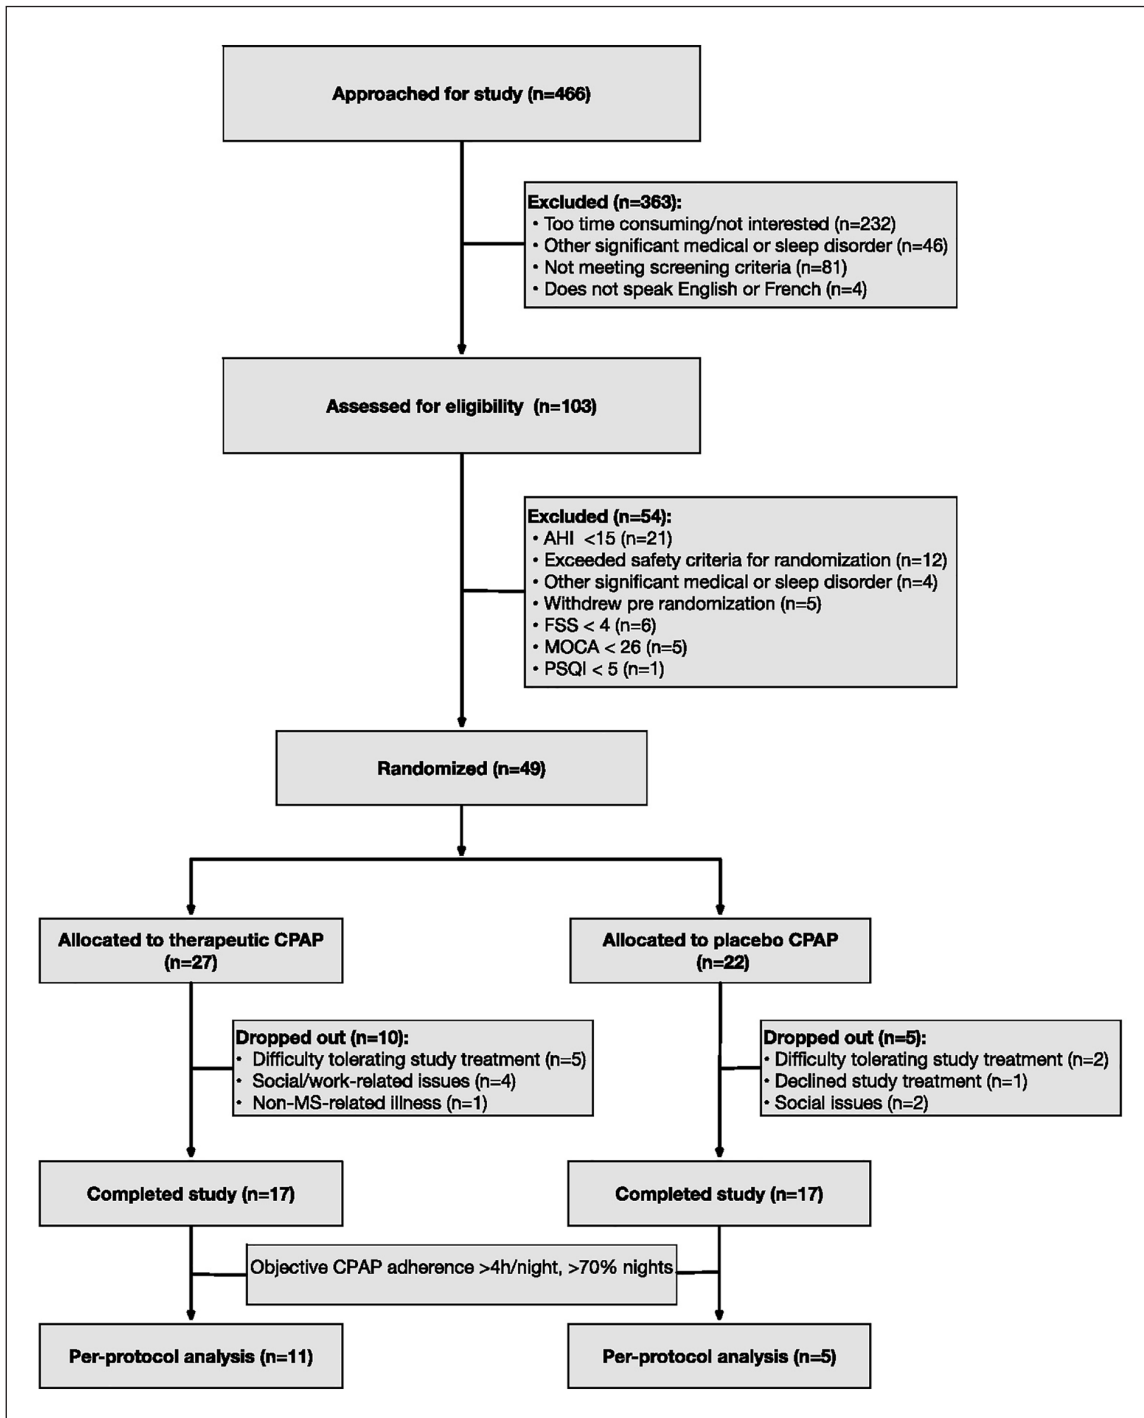 Approached for study (n=466)
Excluded (n=363):
• Too time consuming/not interested (n=232)
• Other significant medical or sleep disorder (n=46)
• Not meeting screening criteria (n=81)
• Does not speak English or French (n=4)
Assessed for eligibility (n=103)
Excluded (n=54):
• AHI <15 (n=21)
• Exceeded safety criteria for randomization (n=12)
• Other significant medical or sleep disorder (n=4)
• Withdrew pre randomization (n=5)
• FSS < 4 (n=6)
• MOCA < 26 (n=5)
• PSQI < 5 (n=1)
Randomized (n=49)
Allocated to therapeutic CPAP
(n=27)
Allocated to placebo CPAP
(n=22)
Dropped out (n=10):
• Difficulty tolerating study treatment (n=5)
• Social/work-related issues (n=4)
• Non-MS-related illness (n=1)
Dropped out (n=5):
• Difficulty tolerating study treatment (n=2)
• Declined study treatment (n=1)
• Social issues (n=2)
Completed study (n=17)
Completed study (n=17)
Objective CPAP adherence >4h/night, >70% nights
Per-protocol analysis (n=11)
Per-protocol analysis (n=5)